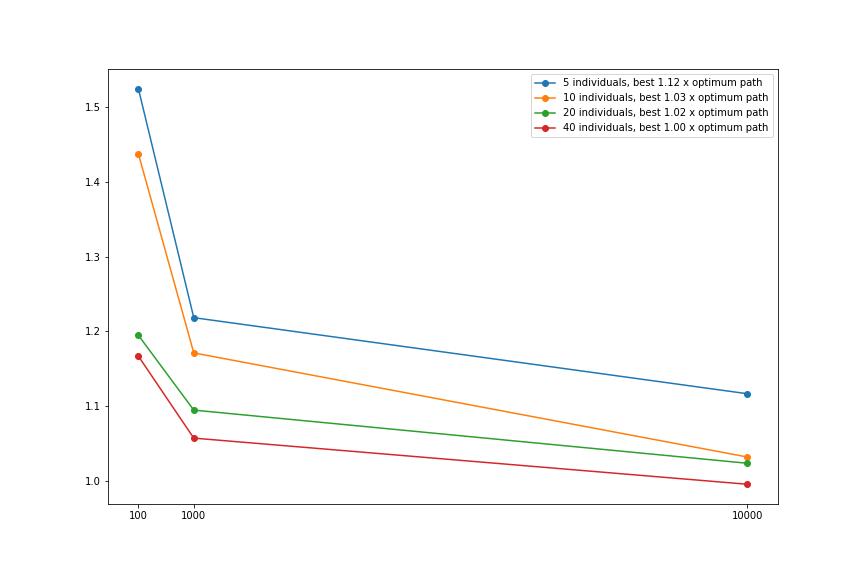 5 individuals, best 1.12 x optimum path
10 individuals, best 1.03 x optimum path
20 individuals, best 1.02 x optimum path
40 individuals, best 1.00 x optimum path
1.5
1.4
1.3
1.2
1.1
1.0
100 1000 10000